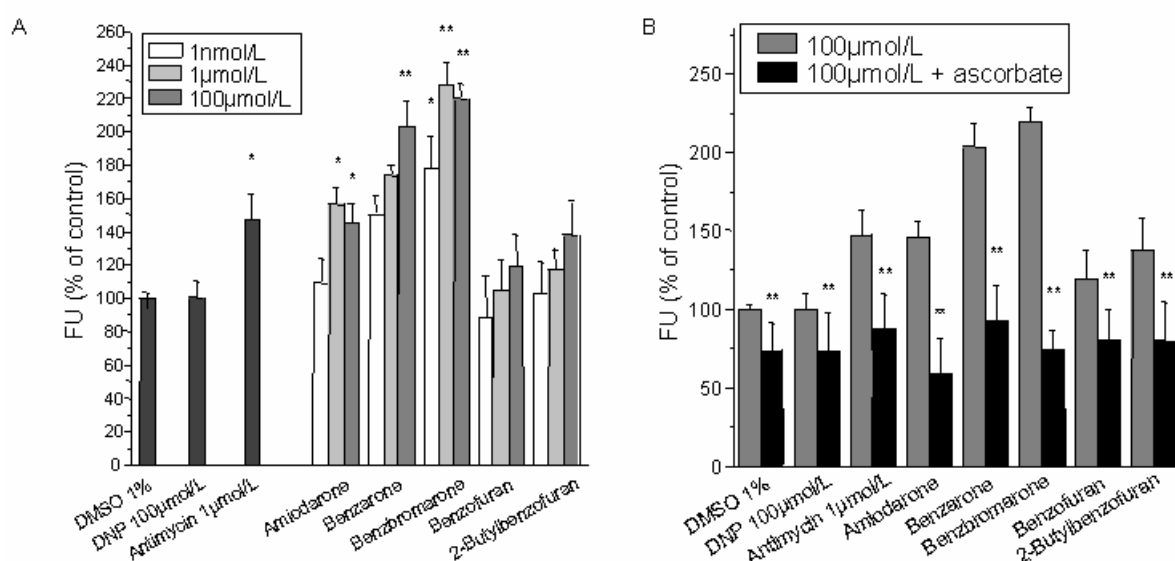 A
260
240
220
200
180
160
140
120
100
80
60
40
20
0
FU (% of control)
1nmol/L
1µmol/L
100µmol/L
*
*
*
**
*
**
**
DMSO 1%
DNP 100µmol/L
Antimycin 1µmol/L
Amiodarone
Benzarone
Benzbromarone
Benzofuran
2-Butylbenzofuran
B
250
200
150
100
50
0
FU (% of control)
100µmol/L
100µmol/L + ascorbate
**
**
**
**
**
**
**
**
DMSO 1%
DNP 100µmol/L
Antimycin 1µmol/L
Amiodarone
Benzarone
Benzbromarone
Benzofuran
2-Butylbenzofuran